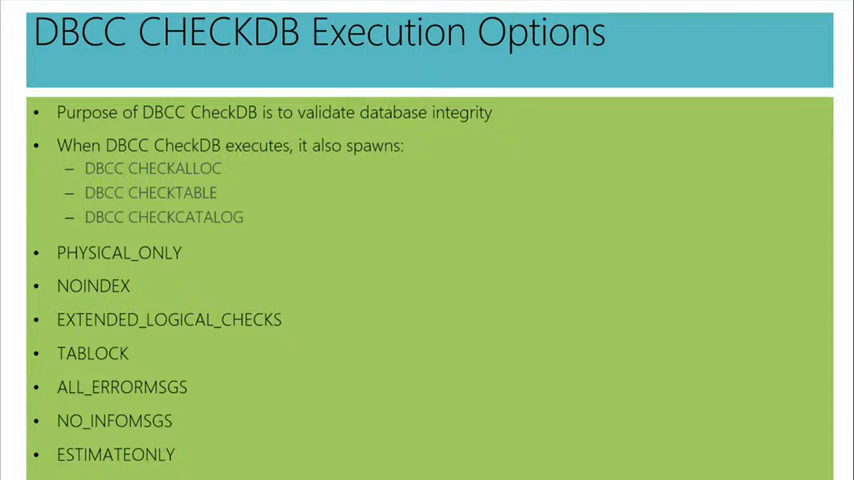 DBCC CHECKDB Execution Options
• Purpose of DBCC CheckDB is to validate database integrity
• When DBCC CheckDB executes, it also spawns:
– DBCC CHECKALLOC
– DBCC CHECKTABLE
– DBCC CHECKCATALOG
• PHYSICAL_ONLY
• NOINDEX
• EXTENDED_LOGICAL_CHECKS
• TABLOCK
• ALL_ERRORMSGS
• NO_INFOMSGS
• ESTIMATEONLY